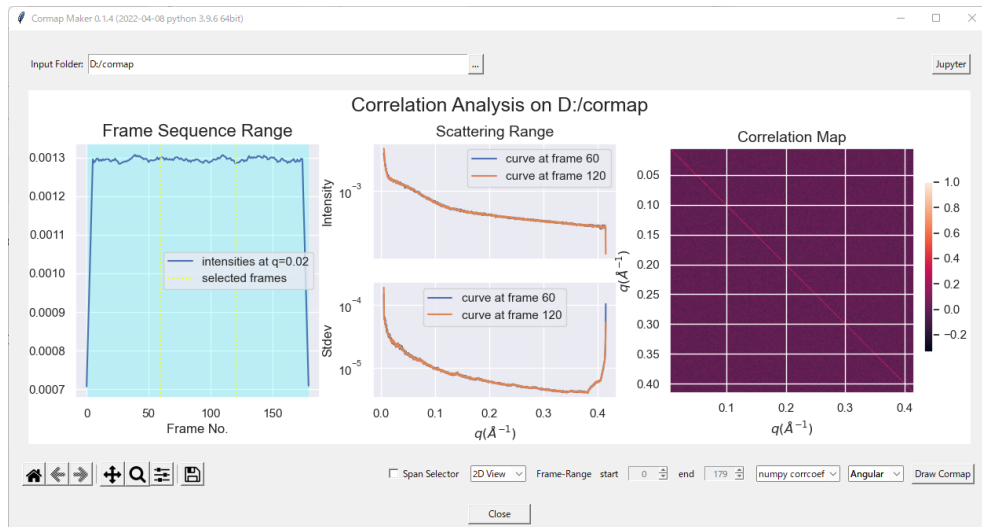 Cormap Maker 0.1.4 (2022-04-08 python 3.9.6 64bit)
Input Folder: D:/cormap ... Jupyter
Correlation Analysis on D:/cormap
Frame Sequence Range
0.0013
0.0012
0.0011
0.0010
0.0009
0.0008
0.0007
0 50 100 150
Frame No.
intensities at q=0.02
selected frames
Scattering Range
Intensity
10⁻³
curve at frame 60
curve at frame 120
Stdev
10⁻⁴
10⁻⁵
curve at frame 60
curve at frame 120
0.0 0.1 0.2 0.3 0.4
q(Å⁻¹)
Correlation Map
q(Å⁻¹)
0.05
0.10
0.15
0.20
0.25
0.30
0.35
0.40
0.1 0.2 0.3 0.4
q(Å⁻¹)
1.0
0.8
0.6
0.4
0.2
0.0
−0.2
Span Selector 2D View Frame-Range start 0 end 179 numpy corrcoef Angular Draw Cormap
Close